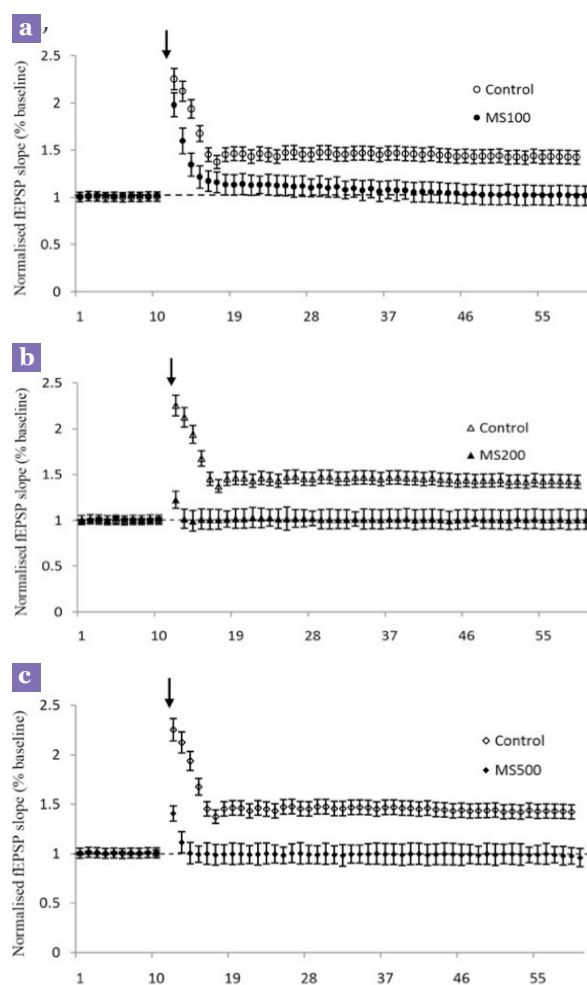 a ,
Normalised fEPSP slope (% baseline)
2.5
2
1.5
1
0.5
0
Control
MS100
1 10 19 28 37 46 55
b
Normalised fEPSP slope (% baseline)
2.5
2
1.5
1
0.5
0
Control
MS200
1 10 19 28 37 46 55
c
Normalised fEPSP slope (% baseline)
2.5
2
1.5
1
0.5
0
Control
MS500
1 10 19 28 37 46 55